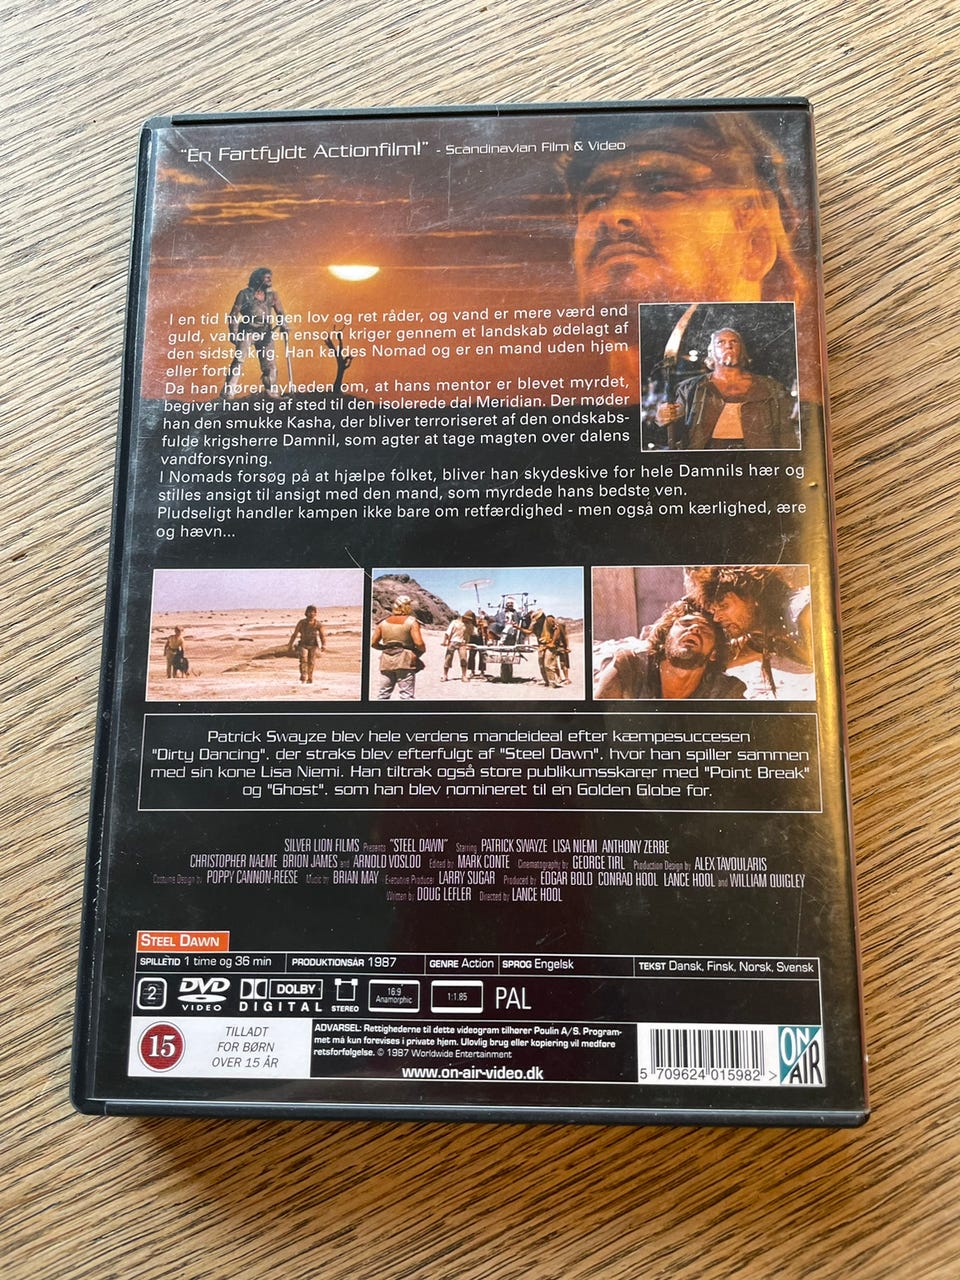 "En Fartfyldt Actionfilm!" - Scandinavian Film & Video
I en tid hvor ingen lov og ret råder, og vand er mere værd end
guld, vandrer en ensom kriger gennem et landskab ødelagt af
den sidste krig. Han kaldes Nomad og er en mand uden hjem
eller fortid.
Da han hører nyheden om, at hans mentor er blevet myrdet,
begiver han sig af sted til den isolerede dal Meridian. Der møder
han den smukke Kasha, der bliver terroriseret af den ondskabs-
fulde krigsherre Damnil, som agter at tage magten over dalens
vandforsyning.
I Nomads forsøg på at hjælpe folket, bliver han skydeskive for hele Damnils hær og
stilles ansigt til ansigt med den mand, som myrdede hans bedste ven.
Pludseligt handler kampen ikke bare om retfærdighed - men også om kærlighed, ære
og hævn...
Patrick Swayze blev hele verdens mandeideal efter kæmpesuccesen
"Dirty Dancing", der straks blev efterfulgt af "Steel Dawn", hvor han spiller sammen
med sin kone Lisa Niemi. Han tiltrak også store publikumsskarer med "Point Break"
og "Ghost", som han blev nomineret til en Golden Globe for.
SILVER LION FILMS Presents "STEEL DAWN" Starring PATRICK SWAYZE LISA NIEMI ANTHONY ZERBE
CHRISTOPHER NAEME BRION JAMES and ARNOLD VOSLOO Edited by MARK CONTE Cinematography by GEORGE TIRL Production Design by ALEX TAVOULARIS
Costume Design by POPPY CANNON-REESE Music by BRIAN MAY Executive Producer LARRY SUGAR Produced by EDGAR BOLD CONRAD HOOL LANCE HOOL and WILLIAM QUIGLEY
Written by DOUG LEFLER Directed by LANCE HOOL
STEEL DAWN
SPILLETID 1 time og 36 min PRODUKTIONSÅR 1987 GENRE Action SPROG Engelsk TEKST Dansk, Finsk, Norsk, Svensk
2 DVD VIDEO DOLBY DIGITAL STEREO 16:9 Anamorphic 1:1.85 PAL
15 TILLADT
FOR BØRN
OVER 15 ÅR
ADVARSEL: Rettighederne til dette videogram tilhører Poulin A/S. Program-
met må kun forevises i private hjem. Ulovlig brug eller kopiering vil medføre
retsforfølgelse. © 1987 Worldwide Entertainment
www.on-air-video.dk
5 709624 015982 >
ON AIR